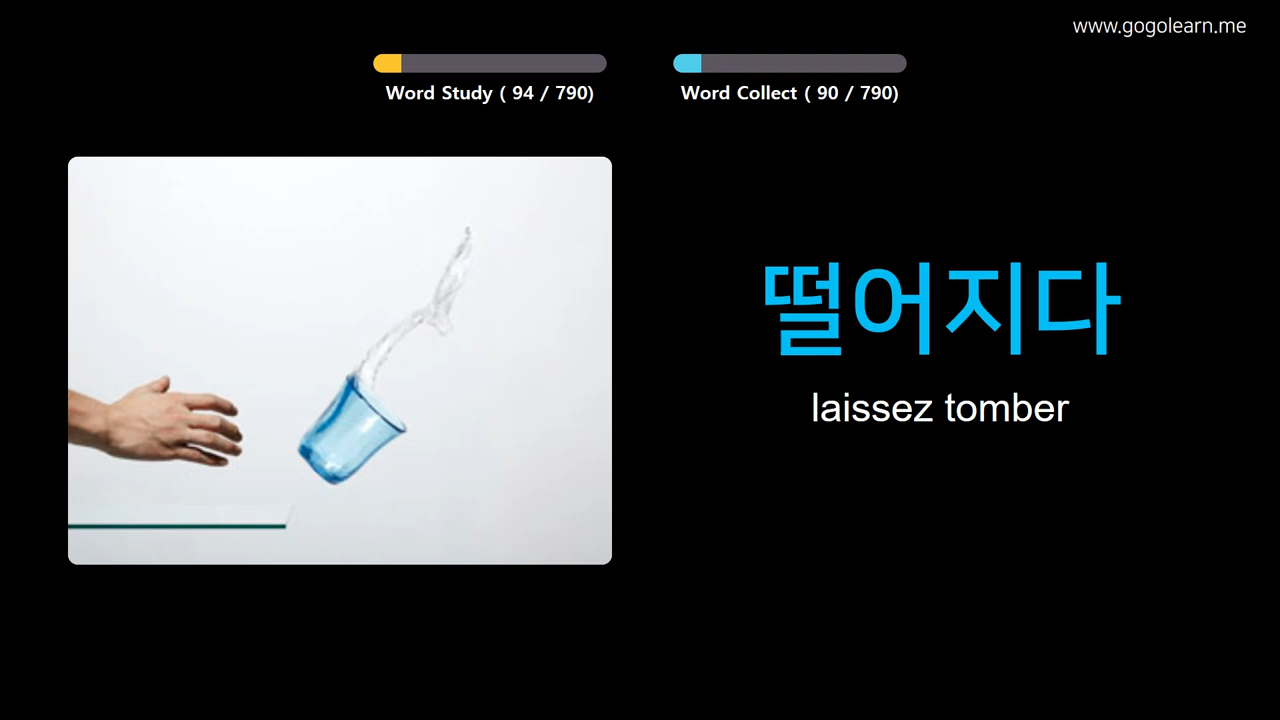 www.gogolearn.me
Word Study ( 94 / 790)
Word Collect ( 90 / 790)
떨어지다
laissez tomber